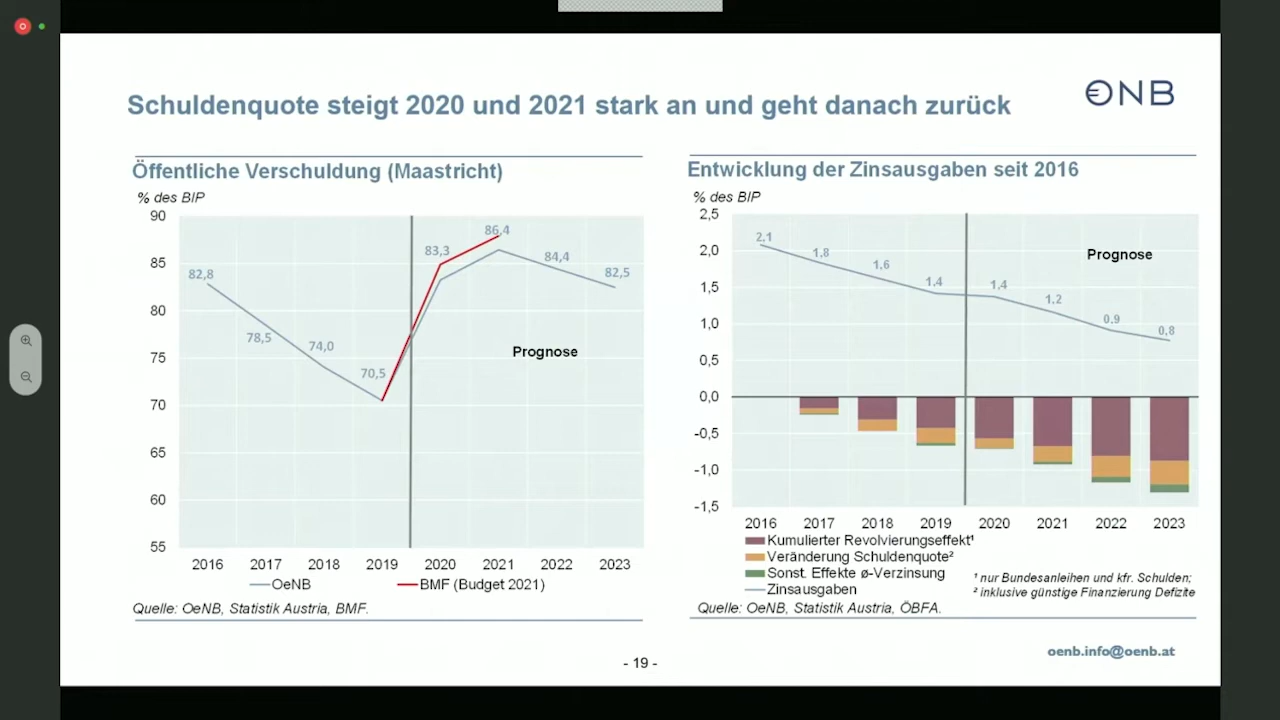 Schuldenquote steigt 2020 und 2021 stark an und geht danach zurück
€NB
Öffentliche Verschuldung (Maastricht)
% des BIP
90
85
80
75
70
65
60
55
82,8
78,5
74,0
70,5
83,3
86,4
84,4
82,5
Prognose
2016 2017 2018 2019 2020 2021 2022 2023
OeNB BMF (Budget 2021)
Quelle: OeNB, Statistik Austria, BMF.
Entwicklung der Zinsausgaben seit 2016
% des BIP
2,5
2,0
1,5
1,0
0,5
0,0
-0,5
-1,0
-1,5
2,1
1,8
1,6
1,4
1,4
1,2
0,9
0,8
Prognose
2016 2017 2018 2019 2020 2021 2022 2023
Kumulierter Revolvierungseffekt¹
Veränderung Schuldenquote²
Sonst. Effekte ø-Verzinsung
Zinsausgaben
¹ nur Bundesanleihen und kfr. Schulden;
² inklusive günstige Finanzierung Defizite
Quelle: OeNB, Statistik Austria, ÖBFA.
oenb.info@oenb.at
- 19 -